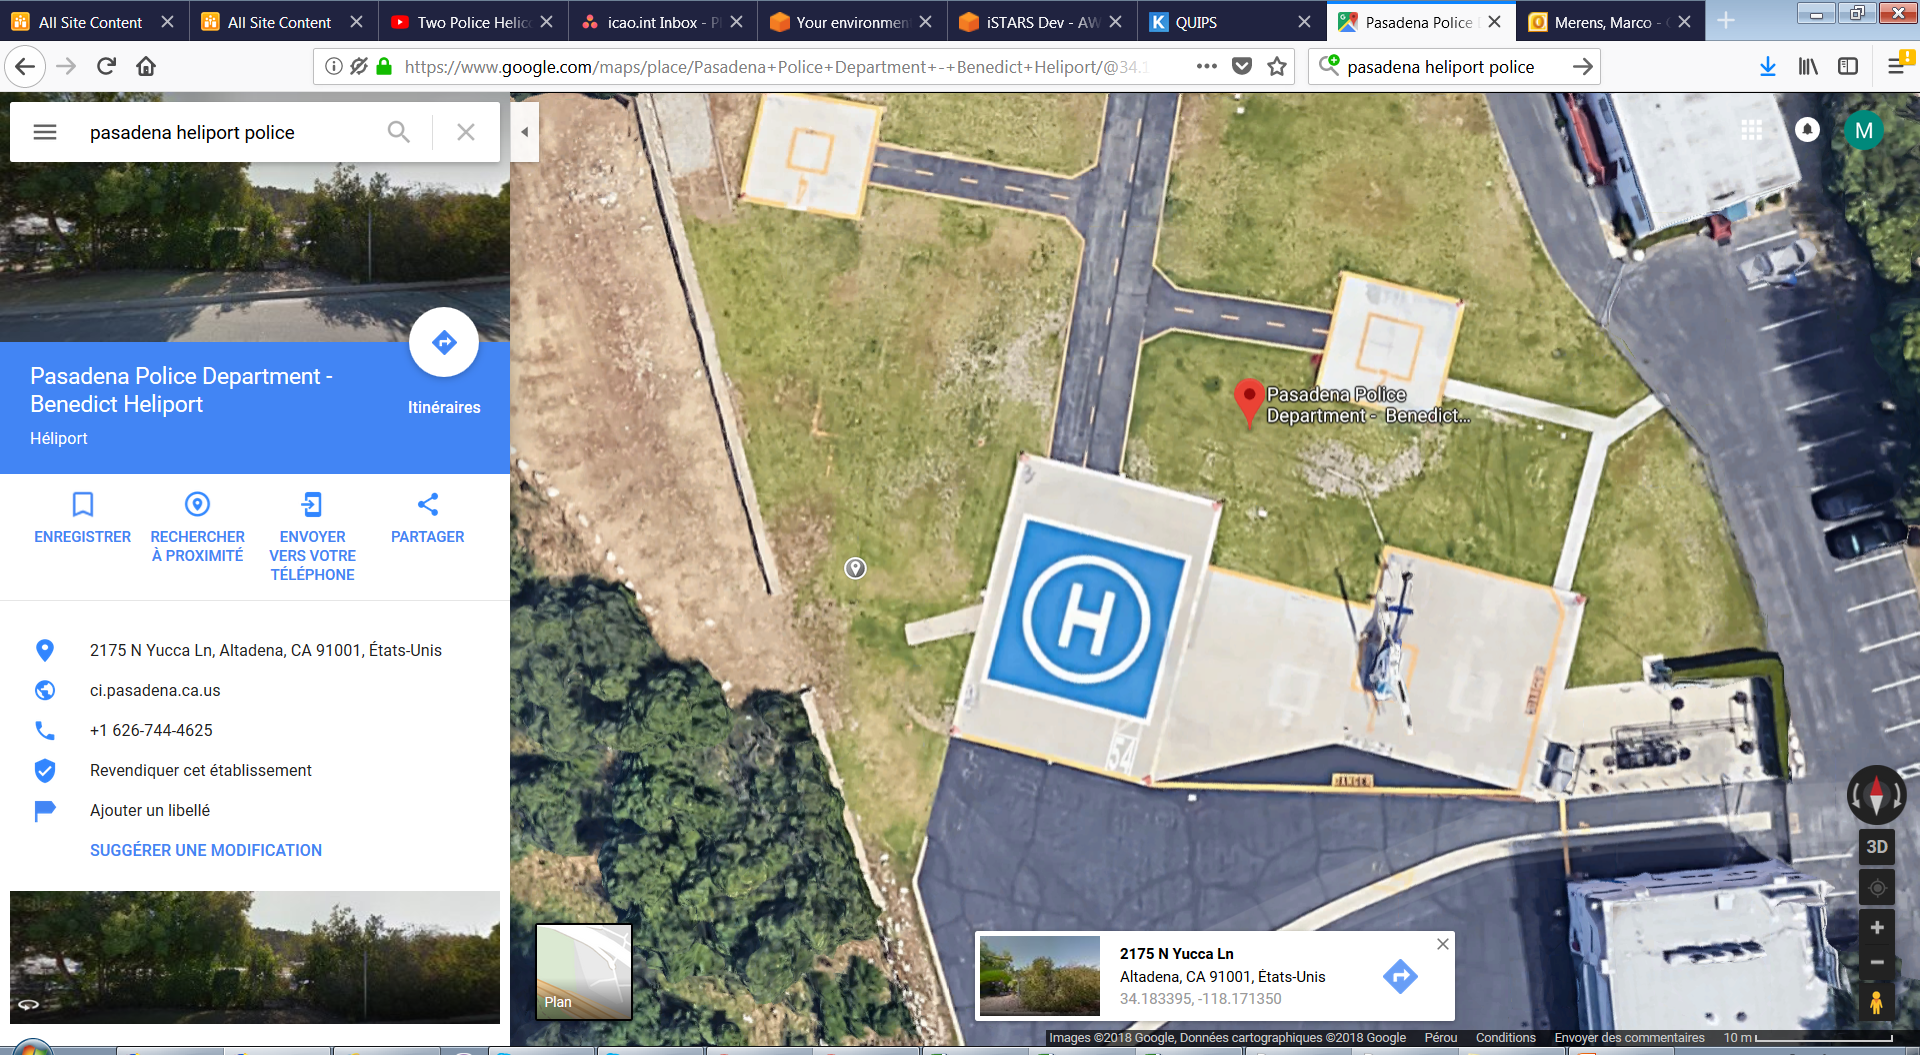 All Site Content
All Site Content
Two Police Helic
icao.int Inbox - Pl
Your environmen
iSTARS Dev - AW
QUIPS
Pasadena Police
Merens, Marco -
https://www.google.com/maps/place/Pasadena+Police+Department+-+Benedict+Heliport/@34.1
pasadena heliport police
pasadena heliport police
M
Pasadena Police Department -
Benedict Heliport
Héliport
Itinéraires
ENREGISTRER
RECHERCHER
À PROXIMITÉ
ENVOYER
VERS VOTRE
TÉLÉPHONE
PARTAGER
2175 N Yucca Ln, Altadena, CA 91001, États-Unis
ci.pasadena.ca.us
+1 626-744-4625
Revendiquer cet établissement
Ajouter un libellé
SUGGÉRER UNE MODIFICATION
Pasadena Police
Department - Benedict...
H
54
DANGER
DANGER
Plan
2175 N Yucca Ln
Altadena, CA 91001, États-Unis
34.183395, -118.171350
3D
Images ©2018 Google, Données cartographiques ©2018 Google Pérou Conditions Envoyer des commentaires 10 m